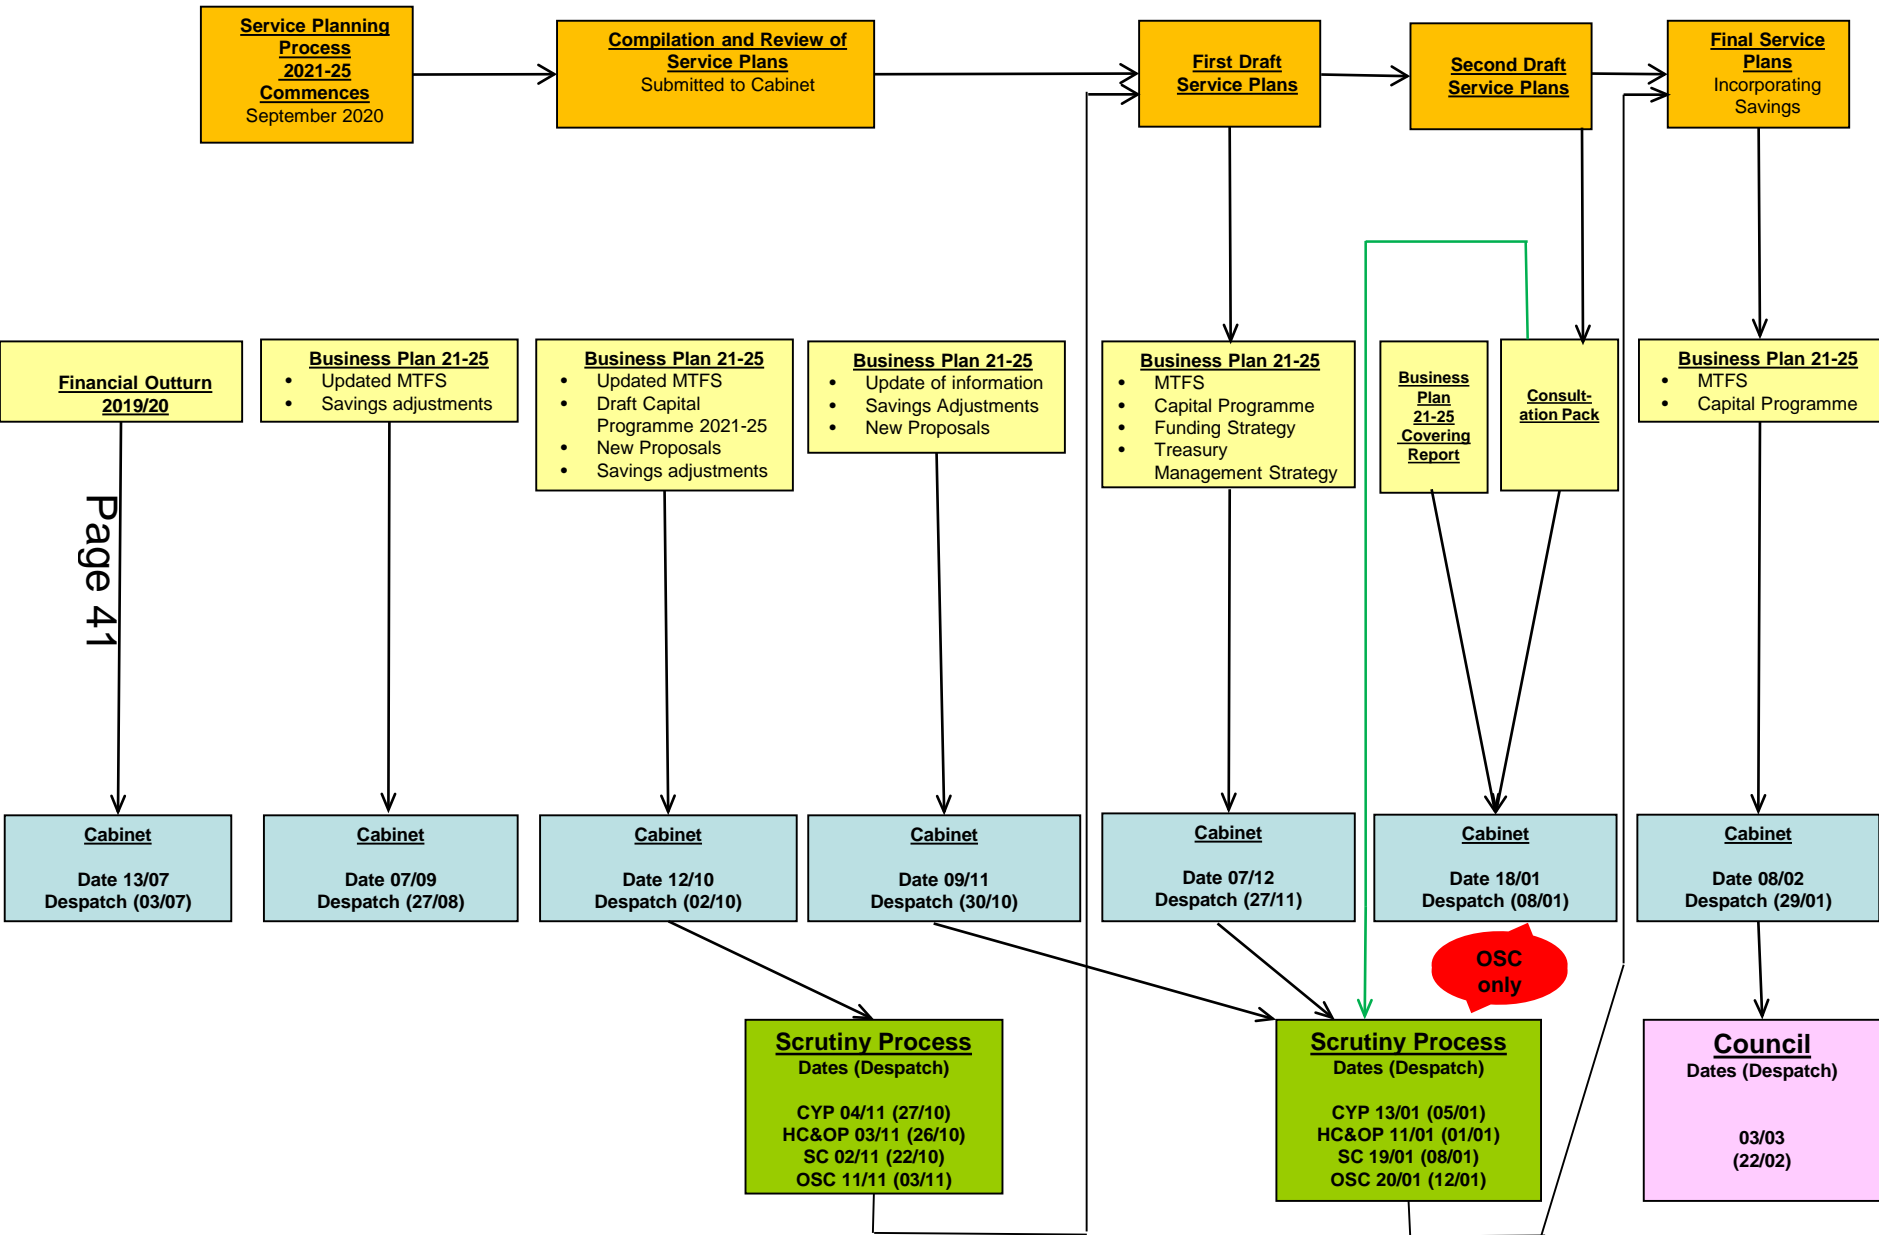 Service Planning
Process
2021-25
Commences
September 2020
Compilation and Review of
Service Plans
Submitted to Cabinet
First Draft
Service Plans
Second Draft
Service Plans
Final Service
Plans
Incorporating
Savings
Financial Outturn
2019/20
Business Plan 21-25
• Updated MTFS
• Savings adjustments
Business Plan 21-25
• Updated MTFS
• Draft Capital
Programme 2021-25
• New Proposals
• Savings adjustments
Business Plan 21-25
• Update of information
• Savings Adjustments
• New Proposals
Business Plan 21-25
• MTFS
• Capital Programme
• Funding Strategy
• Treasury
Management Strategy
Business
Plan
21-25
Covering
Report
Consult-
ation Pack
Business Plan 21-25
• MTFS
• Capital Programme
Page 41
Cabinet
Date 13/07
Despatch (03/07)
Cabinet
Date 07/09
Despatch (27/08)
Cabinet
Date 12/10
Despatch (02/10)
Cabinet
Date 09/11
Despatch (30/10)
Cabinet
Date 07/12
Despatch (27/11)
Cabinet
Date 18/01
Despatch (08/01)
Cabinet
Date 08/02
Despatch (29/01)
OSC
only
Scrutiny Process
Dates (Despatch)
CYP 04/11 (27/10)
HC&OP 03/11 (26/10)
SC 02/11 (22/10)
OSC 11/11 (03/11)
Scrutiny Process
Dates (Despatch)
CYP 13/01 (05/01)
HC&OP 11/01 (01/01)
SC 19/01 (08/01)
OSC 20/01 (12/01)
Council
Dates (Despatch)
03/03
(22/02)